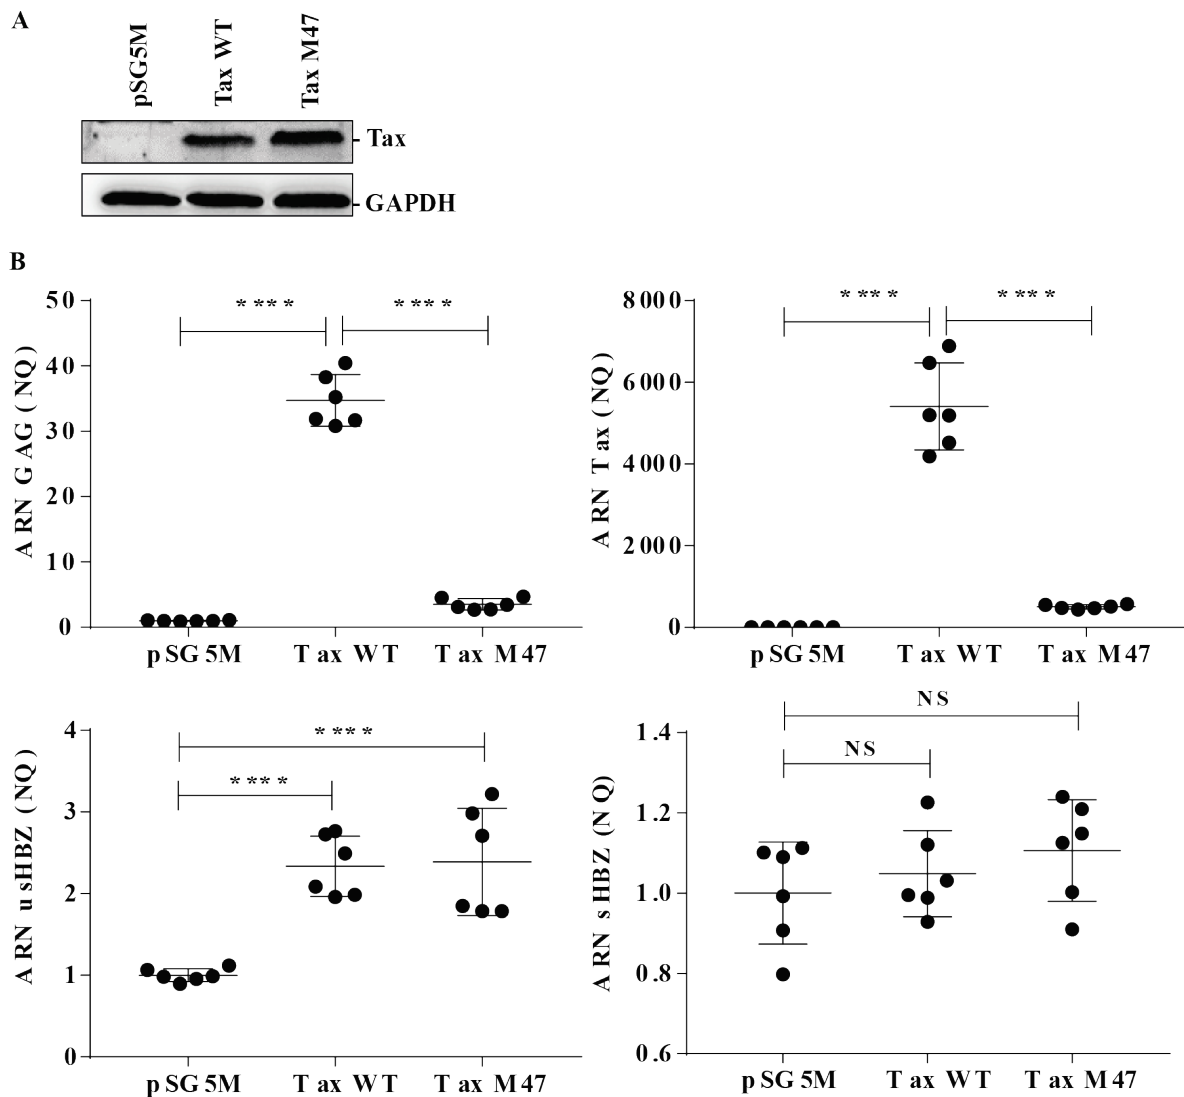 A
pSG5M
Tax WT
Tax M47
Tax
GAPDH
B
ARN GAG (NQ)
50
40
30
20
10
0
****
****
pSG5M
Tax WT
Tax M47
ARN Tax (NQ)
8000
6000
4000
2000
0
****
****
pSG5M
Tax WT
Tax M47
ARN usHBZ (NQ)
4
3
2
1
0
****
****
pSG5M
Tax WT
Tax M47
ARN sHBZ (NQ)
1.4
1.2
1.0
0.8
0.6
NS
NS
pSG5M
Tax WT
Tax M47